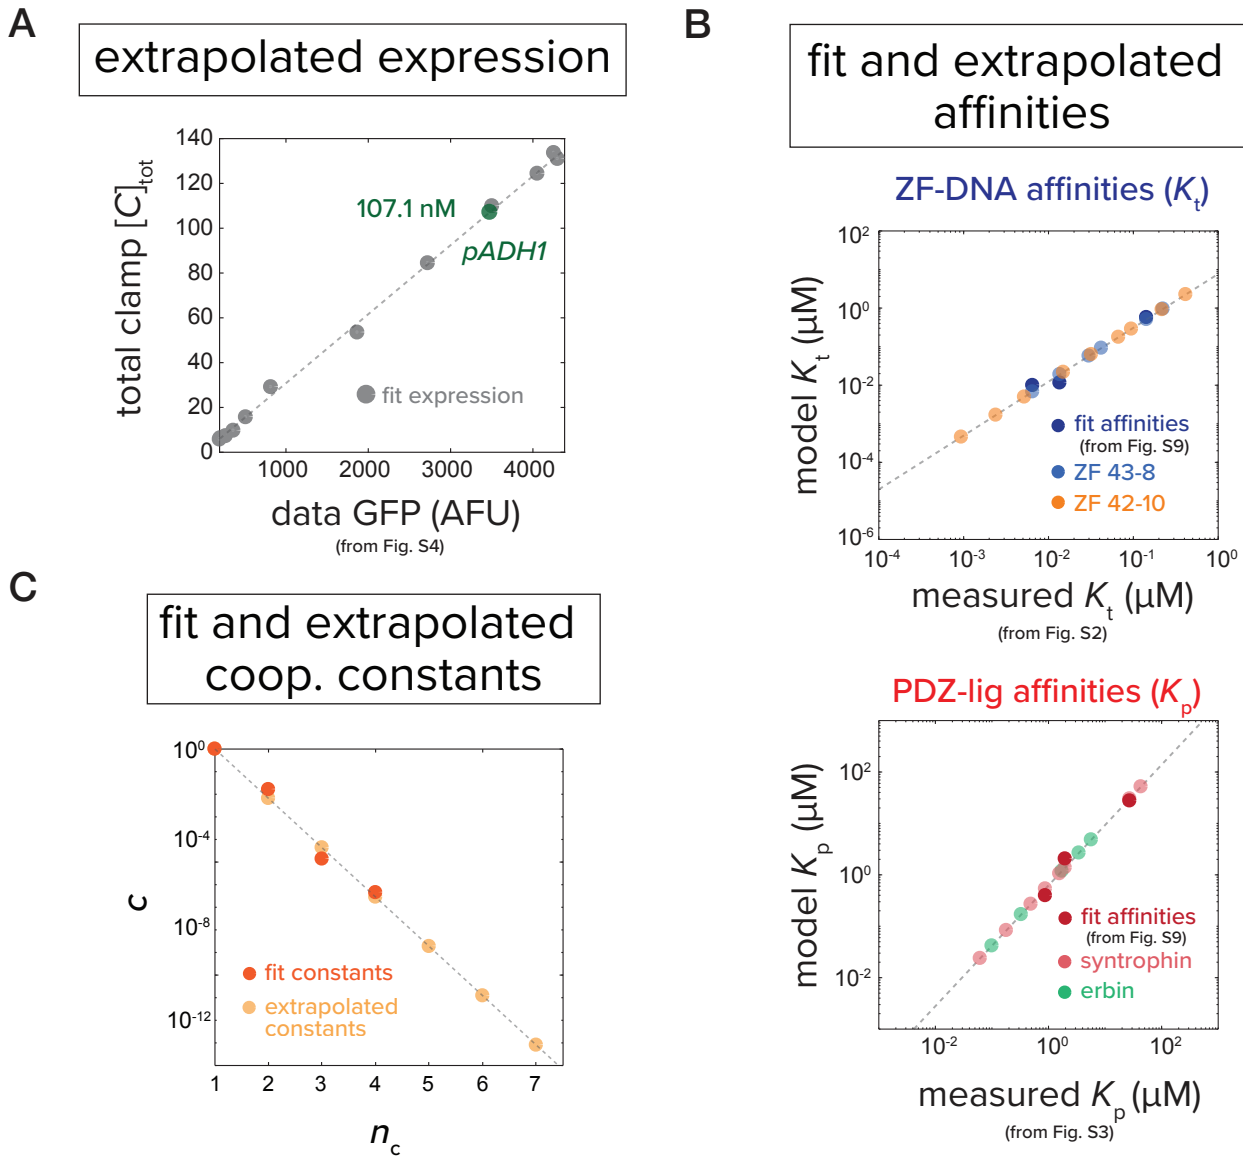 A
extrapolated expression
total clamp [C]tot
140
120
100
80
60
40
20
0
107.1 nM
pADH1
fit expression
1000
2000
3000
4000
data GFP (AFU)
(from Fig. S4)
B
fit and extrapolated
affinities
ZF-DNA affinities (Kt)
model Kt (µM)
10²
10⁰
10⁻²
10⁻⁴
10⁻⁶
fit affinities
(from Fig. S9)
ZF 43-8
ZF 42-10
10⁻⁴
10⁻³
10⁻²
10⁻¹
10⁰
measured Kt (µM)
(from Fig. S2)
PDZ-lig affinities (Kp)
model Kp (µM)
10²
10⁰
10⁻²
fit affinities
(from Fig. S9)
syntrophin
erbin
10⁻²
10⁰
10²
measured Kp (µM)
(from Fig. S3)
C
fit and extrapolated
coop. constants
c
10⁰
10⁻⁴
10⁻⁸
10⁻¹²
fit constants
extrapolated
constants
1
2
3
4
5
6
7
nc